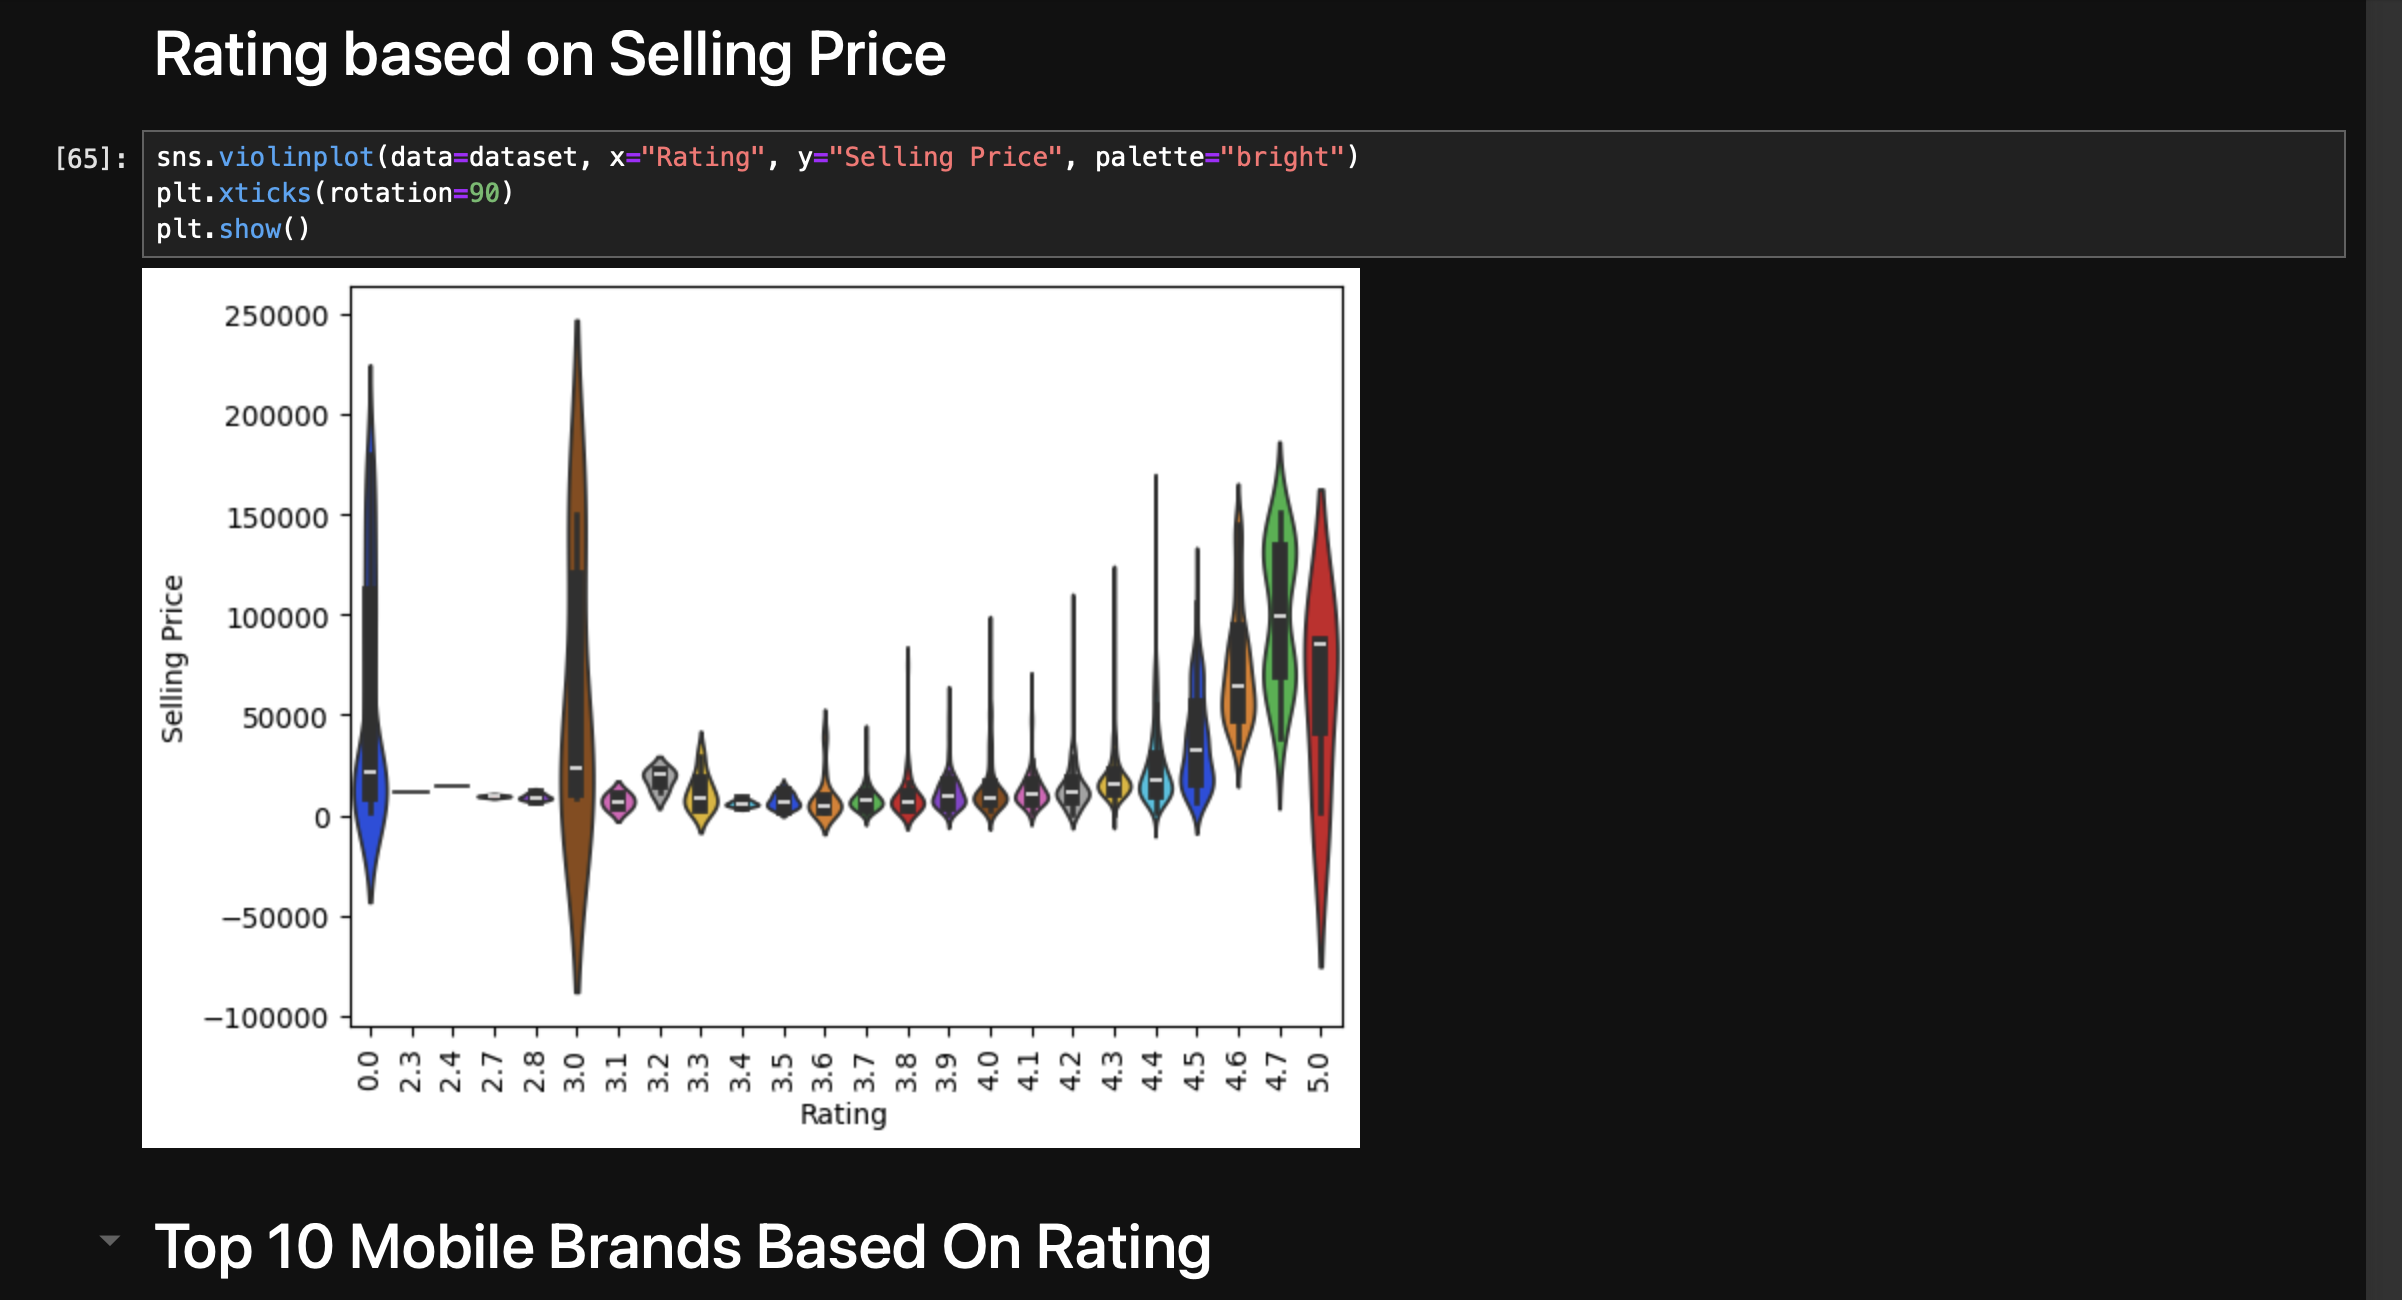 Rating based on Selling Price
[65]:
sns.violinplot(data=dataset, x="Rating", y="Selling Price", palette="bright")
plt.xticks(rotation=90)
plt.show()
250000
200000
150000
100000
50000
0
−50000
−100000
Selling Price
0.0 2.3 2.4 2.7 2.8 3.0 3.1 3.2 3.3 3.4 3.5 3.6 3.7 3.8 3.9 4.0 4.1 4.2 4.3 4.4 4.5 4.6 4.7 5.0
Rating
Top 10 Mobile Brands Based On Rating